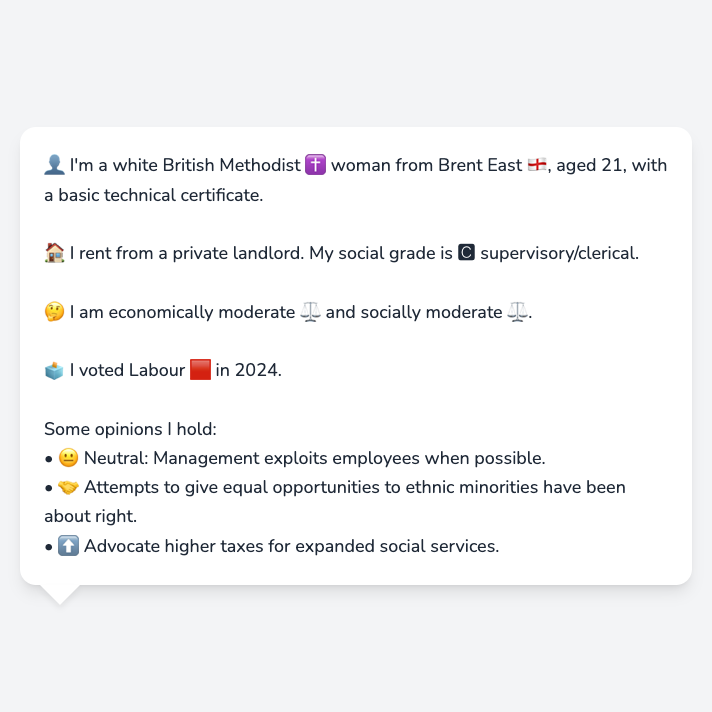 👤 I'm a white British Methodist ✝️ woman from Brent East 🏴󠁧󠁢󠁥󠁮󠁧󠁿, aged 21, with
a basic technical certificate.
🏠 I rent from a private landlord. My social grade is 🅲 supervisory/clerical.
🤔 I am economically moderate ⚖️ and socially moderate ⚖️.
🗳️ I voted Labour 🟥 in 2024.
Some opinions I hold:
• 😐 Neutral: Management exploits employees when possible.
• 🤝 Attempts to give equal opportunities to ethnic minorities have been
about right.
• ⬆️ Advocate higher taxes for expanded social services.